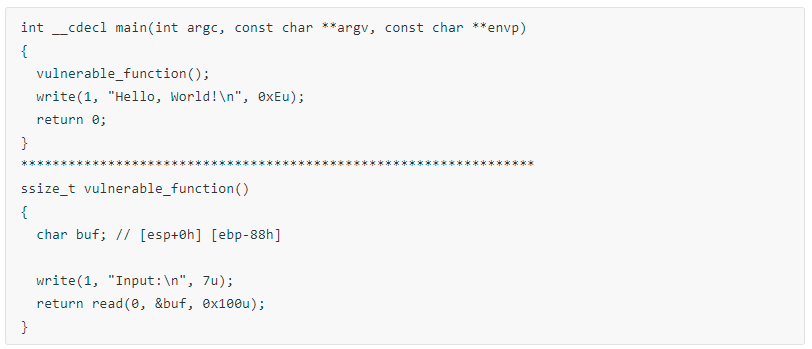 int __cdecl main(int argc, const char **argv, const char **envp)
{
  vulnerable_function();
  write(1, "Hello, World!\n", 0xEu);
  return 0;
}
******************************************************************
ssize_t vulnerable_function()
{
  char buf; // [esp+0h] [ebp-88h]

  write(1, "Input:\n", 7u);
  return read(0, &buf, 0x100u);
}